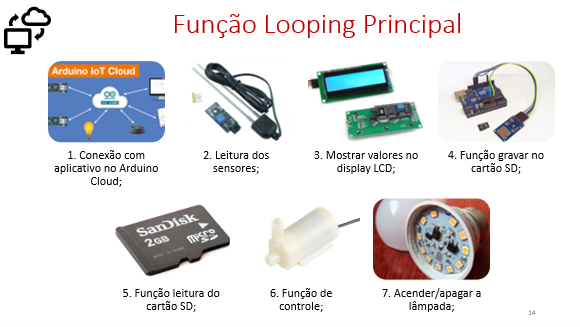 Função Looping Principal
Arduino IoT Cloud
1. Conexão com
aplicativo no Arduino
Cloud;
2. Leitura dos
sensores;
3. Mostrar valores no
display LCD;
4. Função gravar no
cartão SD;
SanDisk
2GB
micro
SD
5. Função leitura do
cartão SD;
6. Função de
controle;
7. Acender/apagar a
lâmpada;
14